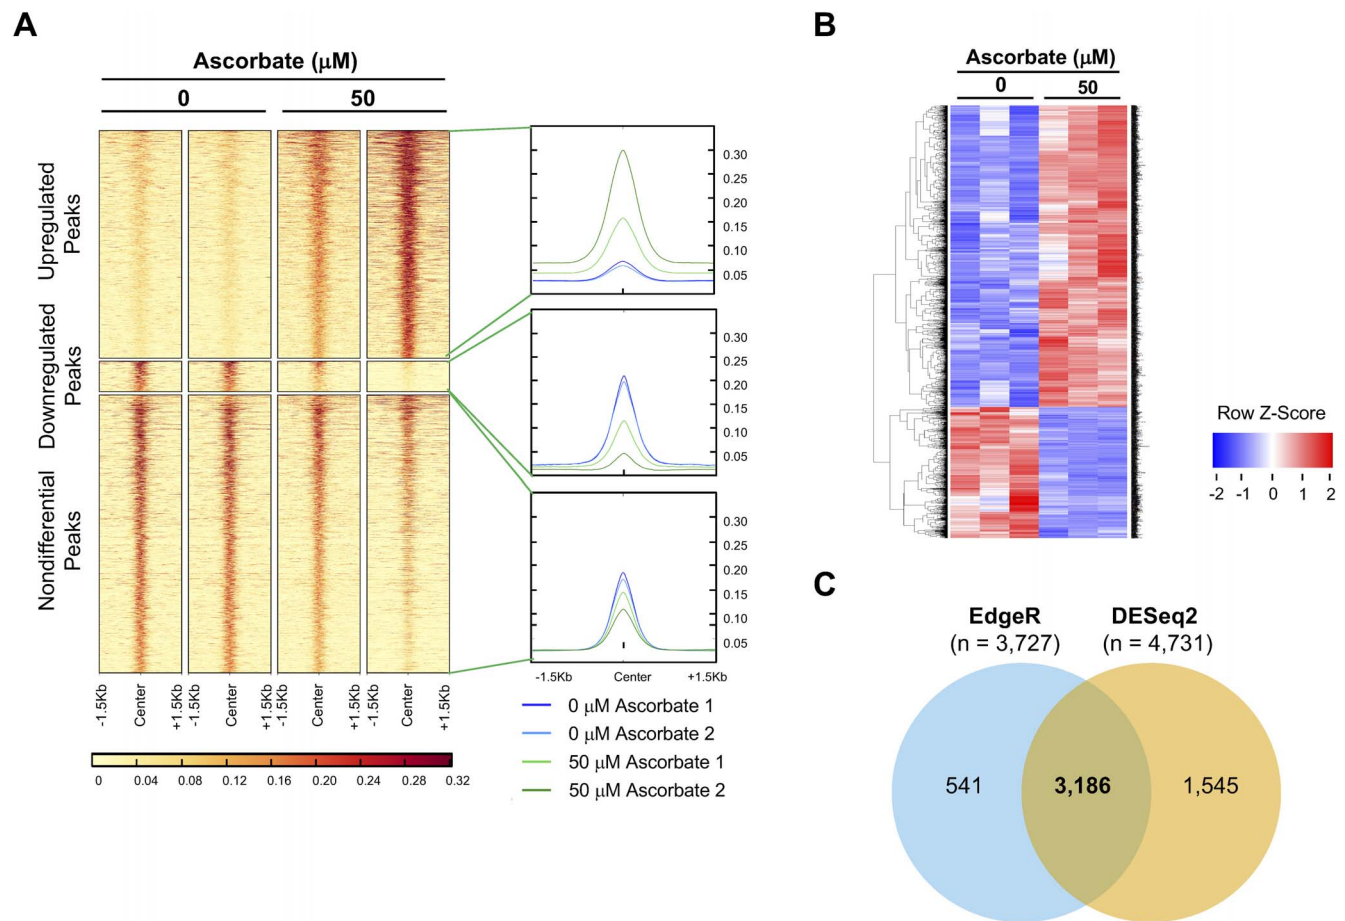 A
Ascorbate (μM)
0
50
Upregulated
Peaks
Downregulated
Peaks
Nondifferential
Peaks
-1.5Kb
Center
+1.5Kb
-1.5Kb
Center
+1.5Kb
-1.5Kb
Center
+1.5Kb
-1.5Kb
Center
+1.5Kb
0
0.04
0.08
0.12
0.16
0.20
0.24
0.28
0.32
0.30
0.25
0.20
0.15
0.10
0.05
0.30
0.25
0.20
0.15
0.10
0.05
0.30
0.25
0.20
0.15
0.10
0.05
-1.5Kb
Center
+1.5Kb
0 μM Ascorbate 1
0 μM Ascorbate 2
50 μM Ascorbate 1
50 μM Ascorbate 2
B
Ascorbate (μM)
0
50
Row Z-Score
-2
-1
0
1
2
C
EdgeR
(n = 3,727)
DESeq2
(n = 4,731)
541
3,186
1,545